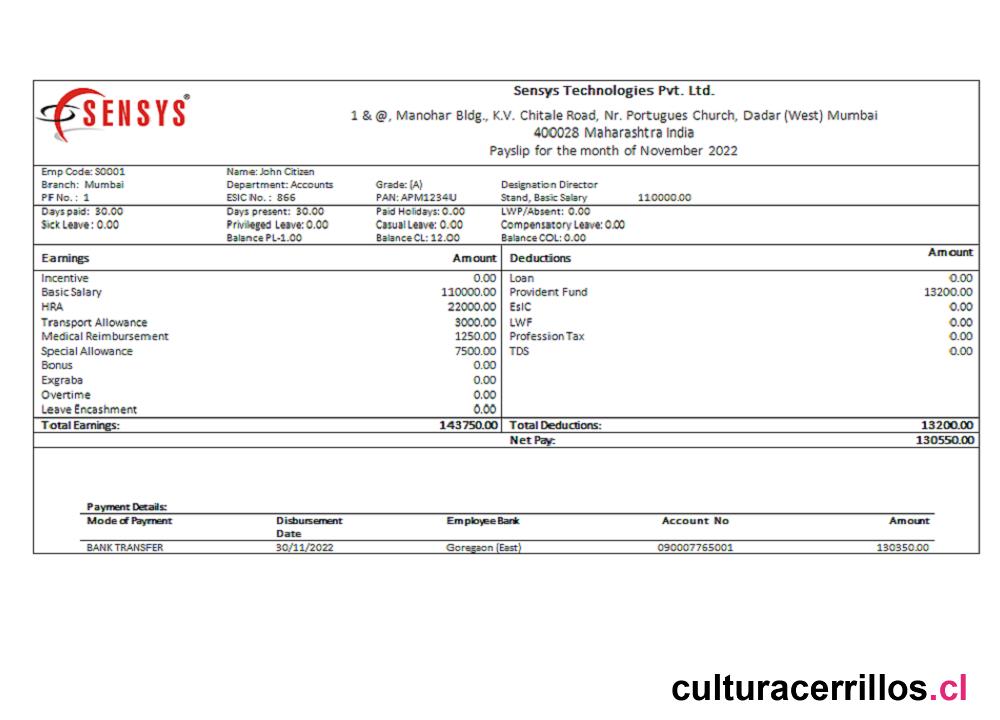 SENSYS®
Sensys Technologies Pvt. Ltd.
1 & @, Manohar Bldg., K.V. Chitale Road, Nr. Portugues Church, Dadar (West) Mumbai
400028 Maharashtra India
Payslip for the month of November 2022
Emp Code: S0001 Name: John Citizen
Branch: Mumbai Department: Accounts Grade: (A) Designation Director
PF No. : 1 ESIC No. : 866 PAN: APM1234U Stand, Basic Salary 110000.00
Days paid: 30.00 Days present: 30.00 Paid Holidays: 0.00 LWP/Absent: 0.00
Sick Leave : 0.00 Privileged Leave: 0.00 Casual Leave: 0.00 Compensatory Leave: 0.00
Balance PL-1.00 Balance CL: 12.00 Balance COL: 0.00
Earnings Amount Deductions Amount
Incentive 0.00 Loan 0.00
Basic Salary 110000.00 Provident Fund 13200.00
HRA 22000.00 EsIC 0.00
Transport Allowance 3000.00 LWF 0.00
Medical Reimbursement 1250.00 Profession Tax 0.00
Special Allowance 7500.00 TDS 0.00
Bonus 0.00
Exgraba 0.00
Overtime 0.00
Leave Encashment 0.00
Total Earnings: 143750.00 Total Deductions: 13200.00
Net Pay: 130550.00
Payment Details:
Mode of Payment Disbursement Date Employee Bank Account No Amount
BANK TRANSFER 30/11/2022 Goregaon (East) 090007765001 130350.00
culturacerrillos.cl